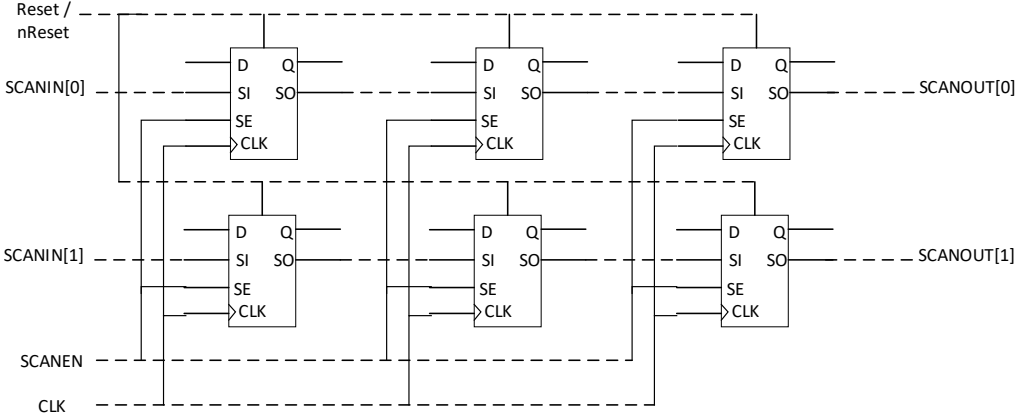 Reset /
nReset
D Q
D Q
D Q
SCANIN[0] SI SO SI SO SI SO SCANOUT[0]
SE SE SE
CLK CLK CLK
D Q
D Q
D Q
SCANIN[1] SI SO SI SO SI SO SCANOUT[1]
SE SE SE
CLK CLK CLK
SCANEN
CLK